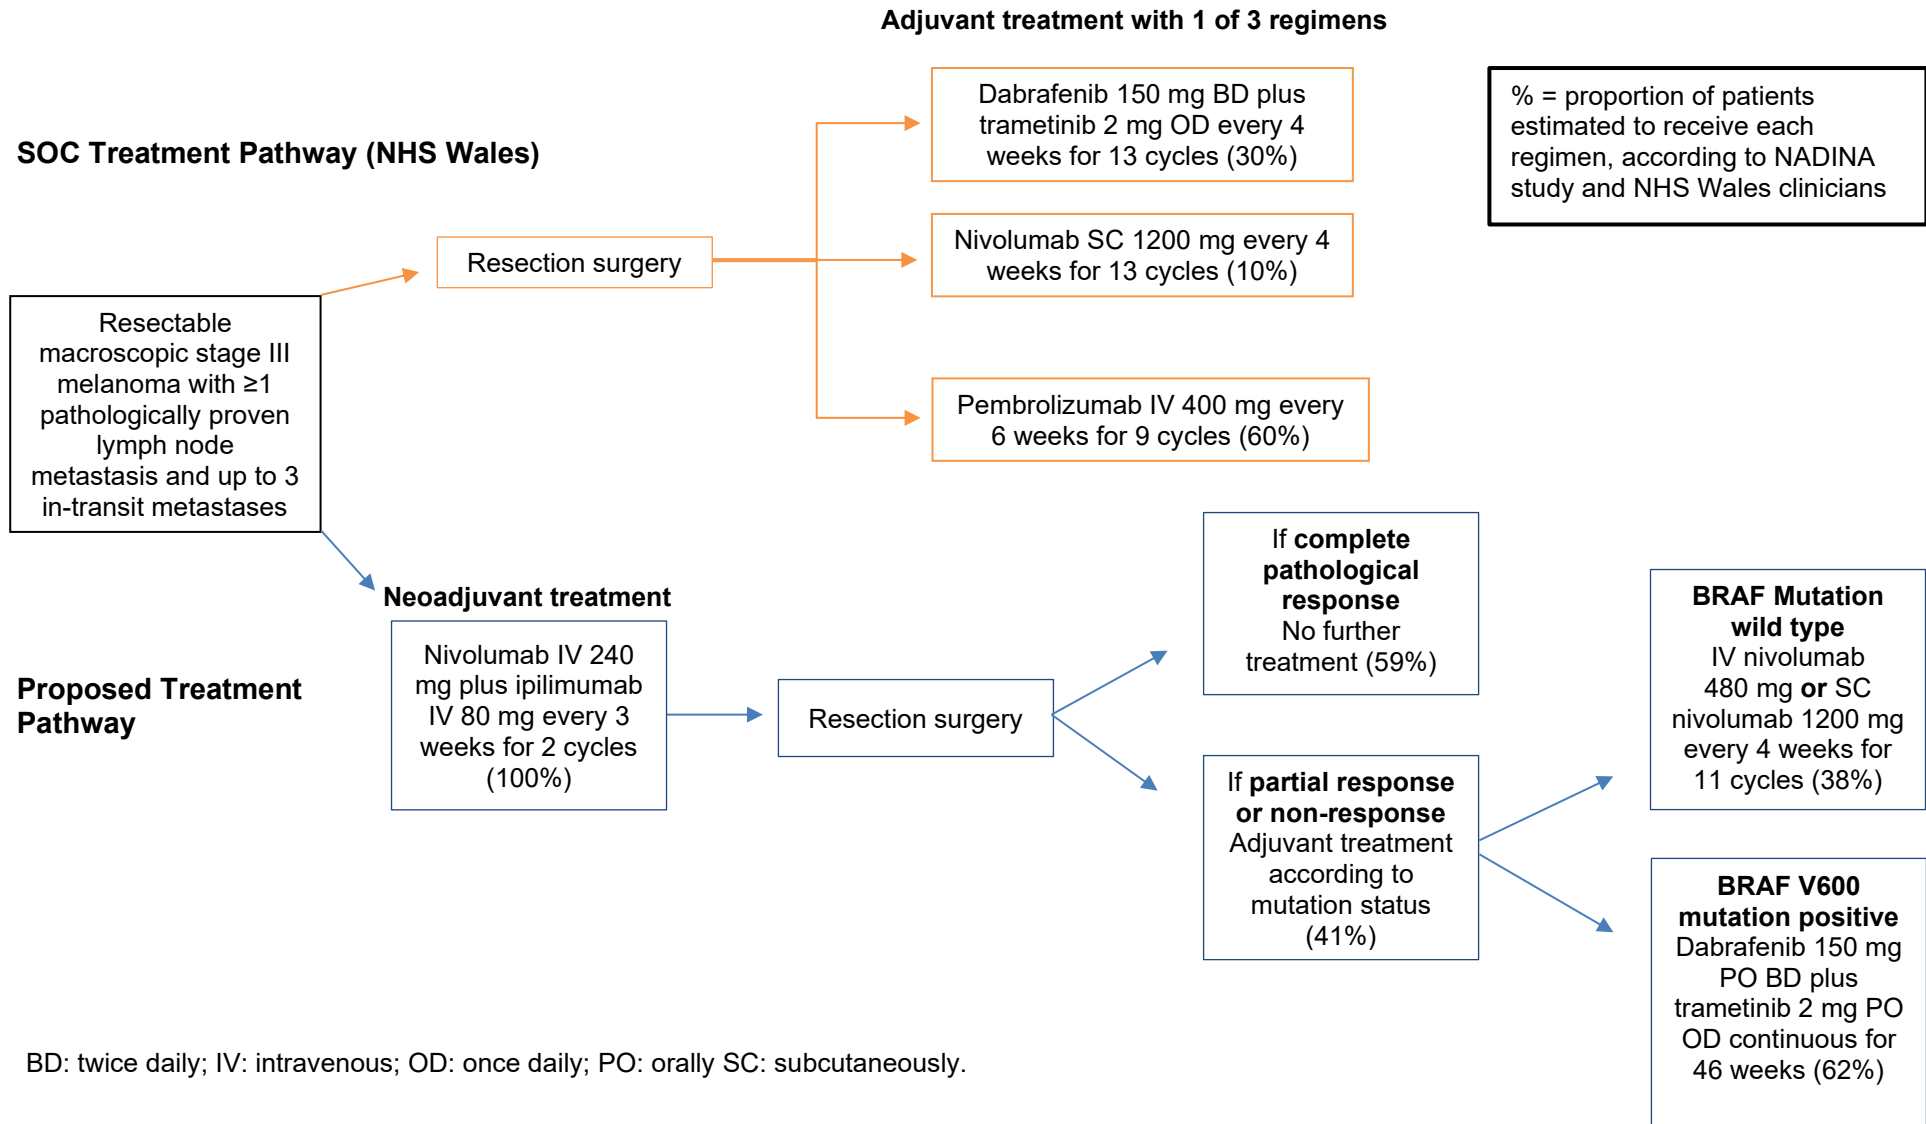 Adjuvant treatment with 1 of 3 regimens
SOC Treatment Pathway (NHS Wales)
Dabrafenib 150 mg BD plus
trametinib 2 mg OD every 4
weeks for 13 cycles (30%)
% = proportion of patients
estimated to receive each
regimen, according to NADINA
study and NHS Wales clinicians
Resection surgery
Nivolumab SC 1200 mg every 4
weeks for 13 cycles (10%)
Pembrolizumab IV 400 mg every
6 weeks for 9 cycles (60%)
Resectable
macroscopic stage III
melanoma with ≥1
pathologically proven
lymph node
metastasis and up to 3
in-transit metastases
Proposed Treatment
Pathway
Neoadjuvant treatment
Nivolumab IV 240
mg plus ipilimumab
IV 80 mg every 3
weeks for 2 cycles
(100%)
Resection surgery
If complete
pathological
response
No further
treatment (59%)
If partial response
or non-response
Adjuvant treatment
according to
mutation status
(41%)
BRAF Mutation
wild type
IV nivolumab
480 mg or SC
nivolumab 1200 mg
every 4 weeks for
11 cycles (38%)
BRAF V600
mutation positive
Dabrafenib 150 mg
PO BD plus
trametinib 2 mg PO
OD continuous for
46 weeks (62%)
BD: twice daily; IV: intravenous; OD: once daily; PO: orally SC: subcutaneously.